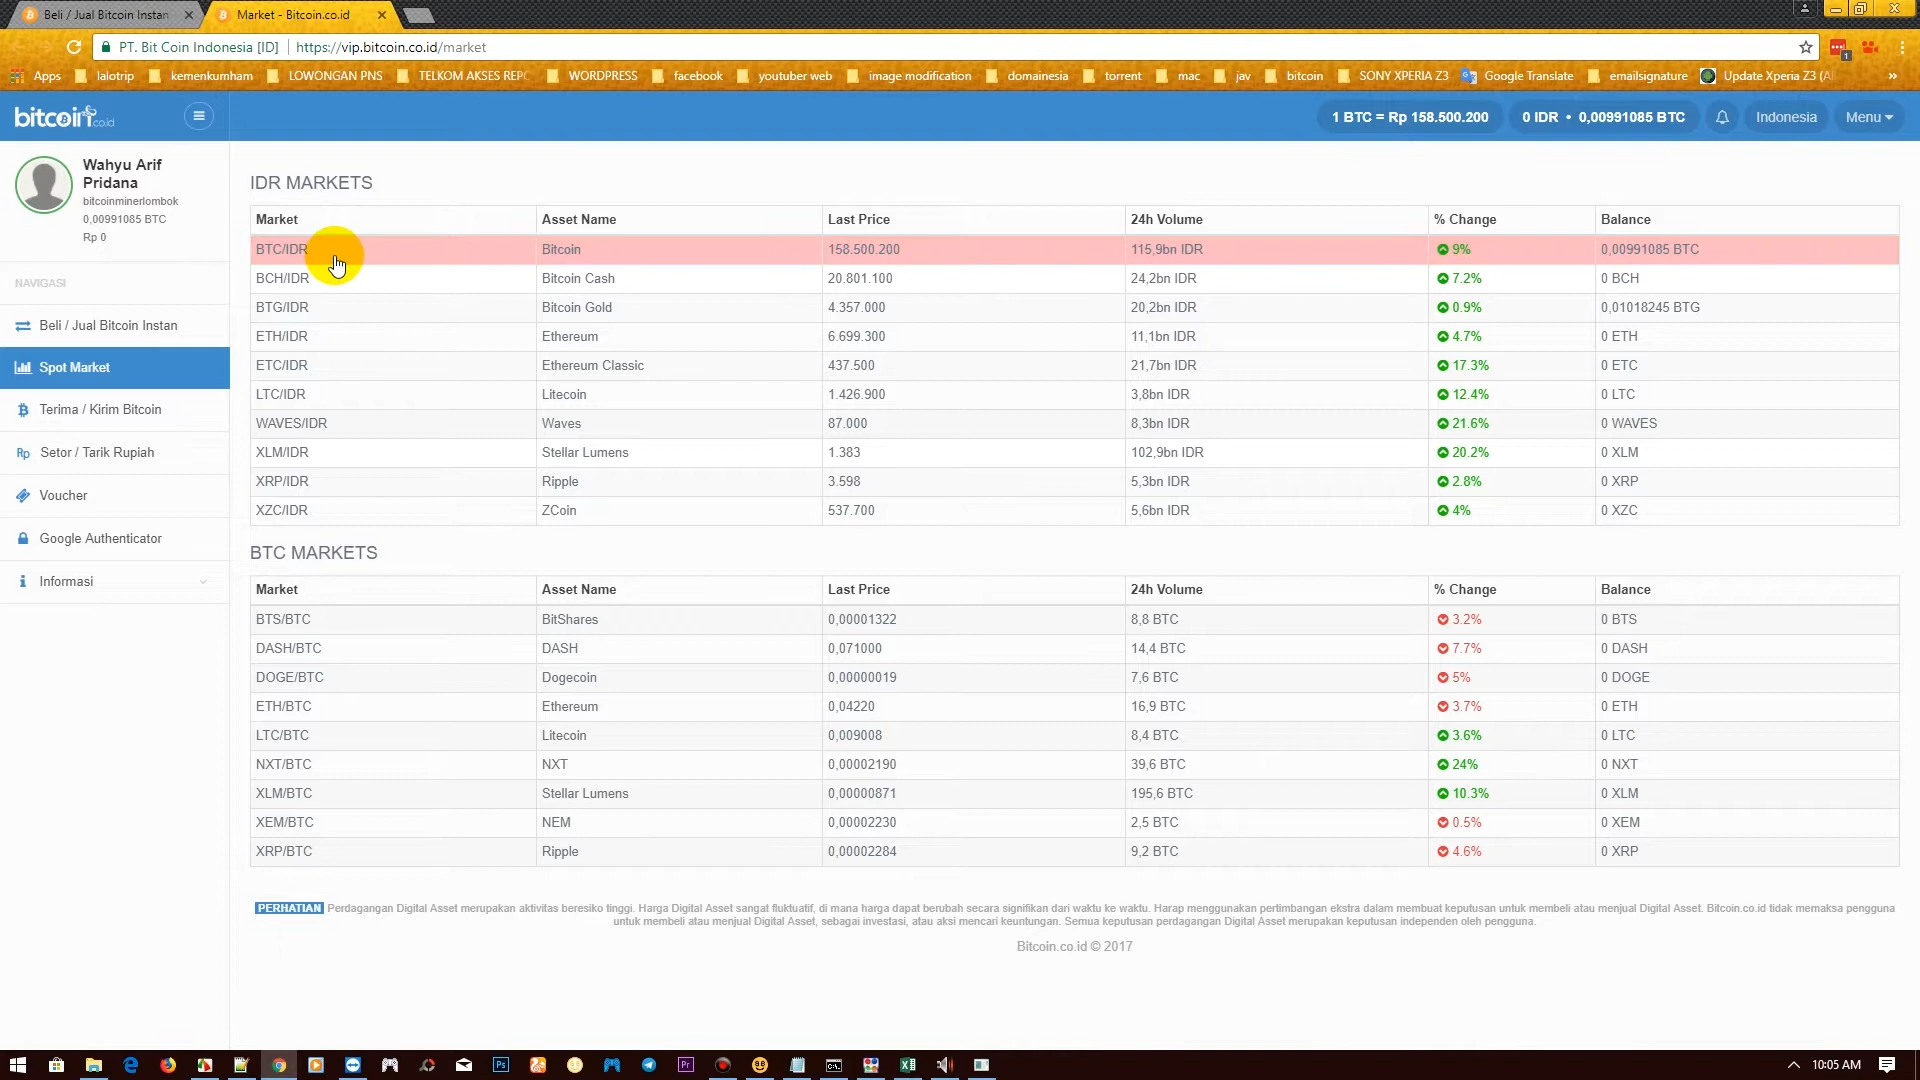 Beli / Jual Bitcoin Instan
Market - Bitcoin.co.id
PT. Bit Coin Indonesia [ID]
https://vip.bitcoin.co.id/market
1
Apps
lalotrip
kemenkumham
LOWONGAN PNS
TELKOM AKSES REPO
WORDPRESS
facebook
youtuber web
image modification
domainesia
torrent
mac
jav
bitcoin
SONY XPERIA Z3
Google Translate
emailsignature
Update Xperia Z3 (Al
»
bitcoin.co.id
1 BTC = Rp 158.500.200
0 IDR • 0,00991085 BTC
Indonesia
Menu
Wahyu Arif
Pridana
bitcoinminerlombok
0,00991085 BTC
Rp 0
NAVIGASI
Beli / Jual Bitcoin Instan
Spot Market
Terima / Kirim Bitcoin
Rp Setor / Tarik Rupiah
Voucher
Google Authenticator
Informasi
IDR MARKETS
Market Asset Name Last Price 24h Volume % Change Balance
BTC/IDR Bitcoin 158.500.200 115,9bn IDR 9% 0,00991085 BTC
BCH/IDR Bitcoin Cash 20.801.100 24,2bn IDR 7.2% 0 BCH
BTG/IDR Bitcoin Gold 4.357.000 20,2bn IDR 0.9% 0,01018245 BTG
ETH/IDR Ethereum 6.699.300 11,1bn IDR 4.7% 0 ETH
ETC/IDR Ethereum Classic 437.500 21,7bn IDR 17.3% 0 ETC
LTC/IDR Litecoin 1.426.900 3,8bn IDR 12.4% 0 LTC
WAVES/IDR Waves 87.000 8,3bn IDR 21.6% 0 WAVES
XLM/IDR Stellar Lumens 1.383 102,9bn IDR 20.2% 0 XLM
XRP/IDR Ripple 3.598 5,3bn IDR 2.8% 0 XRP
XZC/IDR ZCoin 537.700 5,6bn IDR 4% 0 XZC
BTC MARKETS
Market Asset Name Last Price 24h Volume % Change Balance
BTS/BTC BitShares 0,00001322 8,8 BTC 3.2% 0 BTS
DASH/BTC DASH 0,071000 14,4 BTC 7.7% 0 DASH
DOGE/BTC Dogecoin 0,00000019 7,6 BTC 5% 0 DOGE
ETH/BTC Ethereum 0,04220 16,9 BTC 3.7% 0 ETH
LTC/BTC Litecoin 0,009008 8,4 BTC 3.6% 0 LTC
NXT/BTC NXT 0,00002190 39,6 BTC 24% 0 NXT
XLM/BTC Stellar Lumens 0,00000871 195,6 BTC 10.3% 0 XLM
XEM/BTC NEM 0,00002230 2,5 BTC 0.5% 0 XEM
XRP/BTC Ripple 0,00002284 9,2 BTC 4.6% 0 XRP
PERHATIAN Perdagangan Digital Asset merupakan aktivitas beresiko tinggi. Harga Digital Asset sangat fluktuatif, di mana harga dapat berubah secara signifikan dari waktu ke waktu. Harap menggunakan pertimbangan ekstra dalam membuat keputusan untuk membeli atau menjual Digital Asset. Bitcoin.co.id tidak memaksa pengguna
untuk membeli atau menjual Digital Asset, sebagai investasi, atau aksi mencari keuntungan. Semua keputusan perdagangan Digital Asset merupakan keputusan independen oleh pengguna.
Bitcoin.co.id © 2017
Ps
Pr
10:05 AM